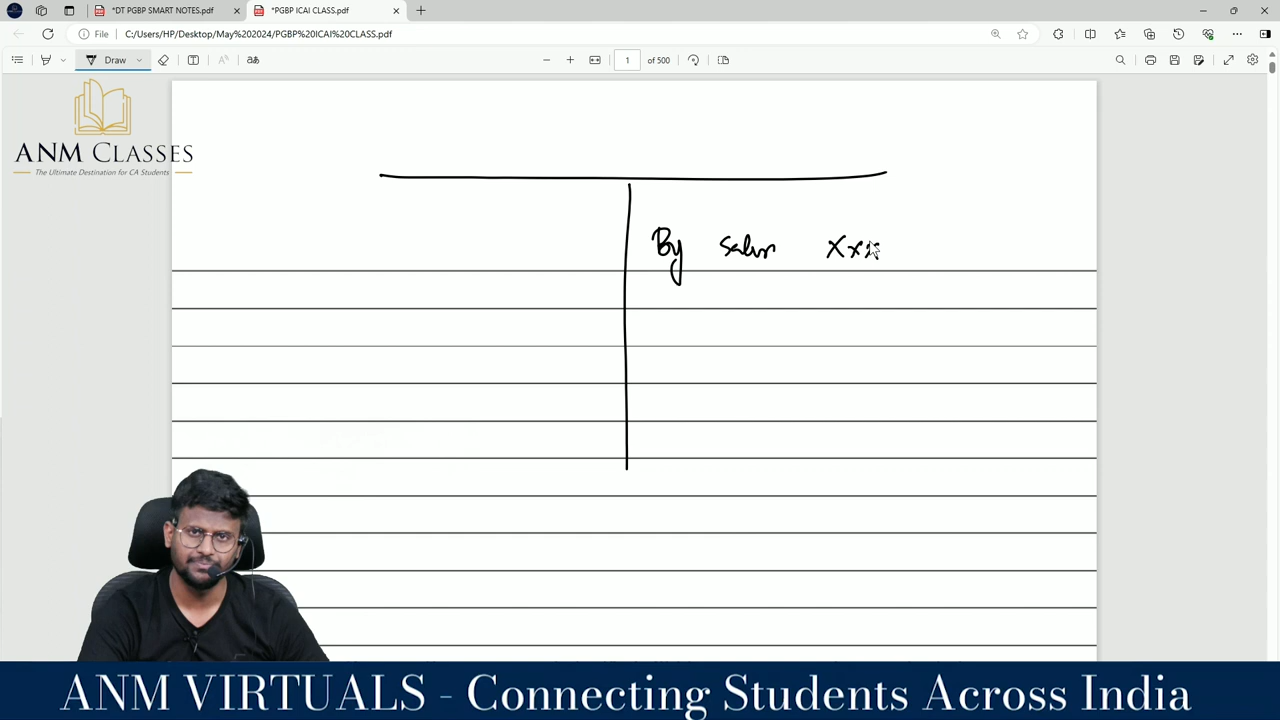 *DT PGBP SMART NOTES.pdf
*PGBP ICAI CLASS.pdf
File
C:/Users/HP/Desktop/May%202024/PGBP%20ICAI%20CLASS.pdf
Draw
1 of 500
ANM CLASSES
The Ultimate Destination for CA Students
By Sales Xxx
ANM VIRTUALS - Connecting Students Across India